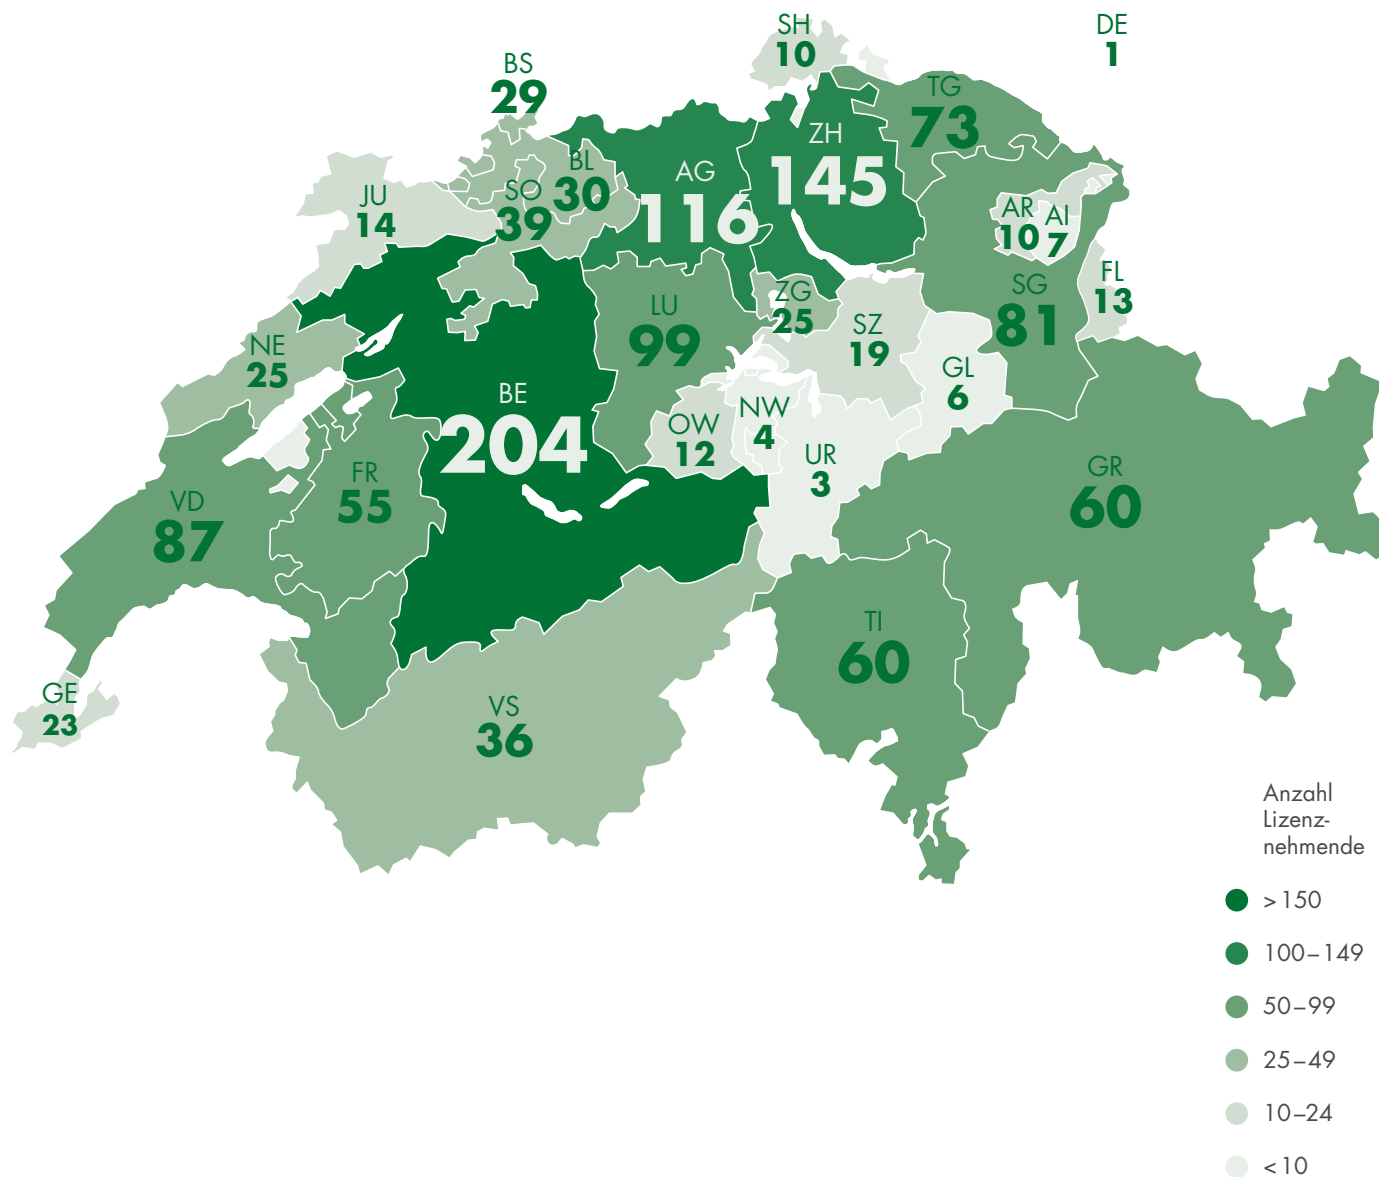 SH
10
DE
1
BS
29
TG
73
ZH
145
BL
30
AG
116
SO
39
JU
14
AR
10
AI
7
FL
13
SG
81
ZG
25
LU
99
SZ
19
NE
25
GL
6
BE
204
NW
4
OW
12
UR
3
FR
55
GR
60
VD
87
TI
60
GE
23
VS
36
Anzahl
Lizenz-
nehmende
> 150
100–149
50–99
25–49
10–24
< 10